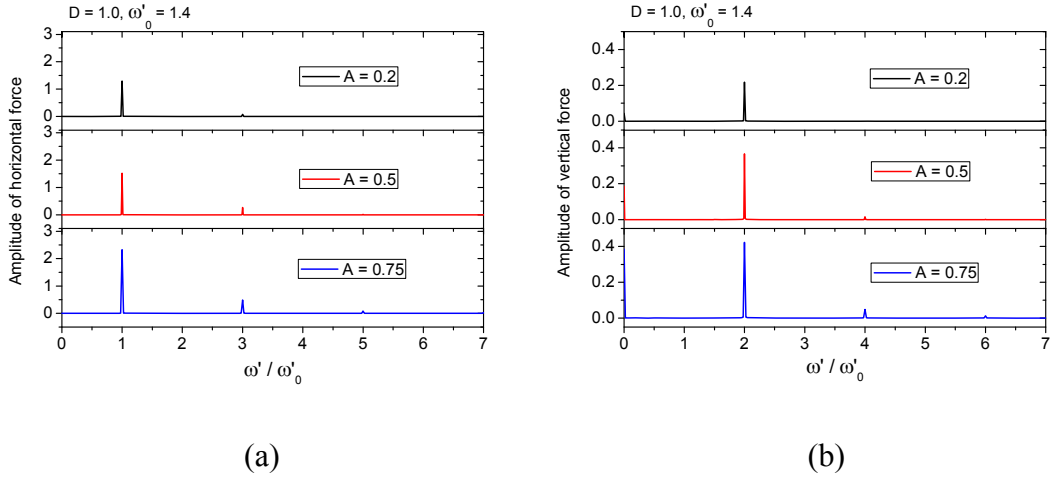 D = 1.0, ω'₀ = 1.4
Amplitude of horizontal force
3
2
1
0
A = 0.2
3
2
1
0
A = 0.5
3
2
1
0
A = 0.75
0 1 2 3 4 5 6 7
ω' / ω'₀
(a)
D = 1.0, ω'₀ = 1.4
Amplitude of vertical force
0.4
0.2
0.0
A = 0.2
0.4
0.2
0.0
A = 0.5
0.4
0.2
0.0
A = 0.75
0 1 2 3 4 5 6 7
ω' / ω'₀
(b)